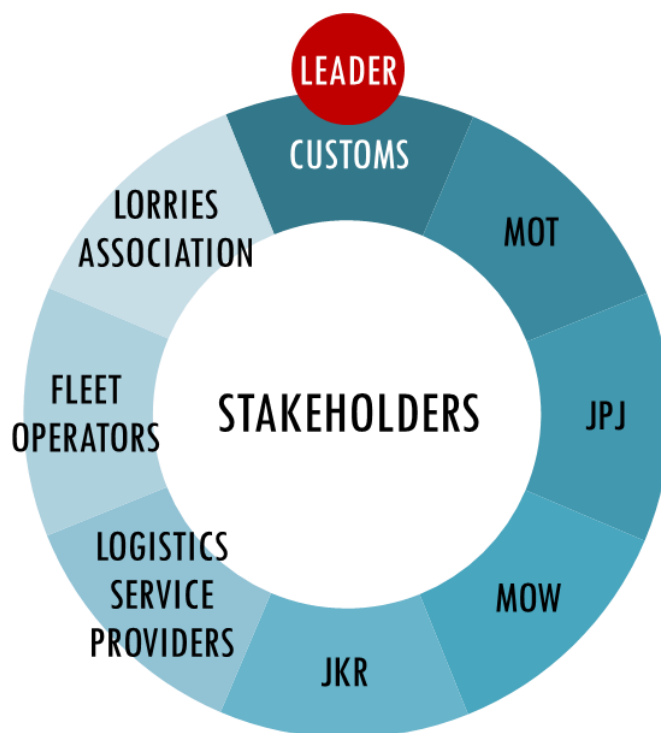 LEADER
CUSTOMS
MOT
JPJ
MOW
JKR
LOGISTICS
SERVICE
PROVIDERS
FLEET
OPERATORS
LORRIES
ASSOCIATION
STAKEHOLDERS